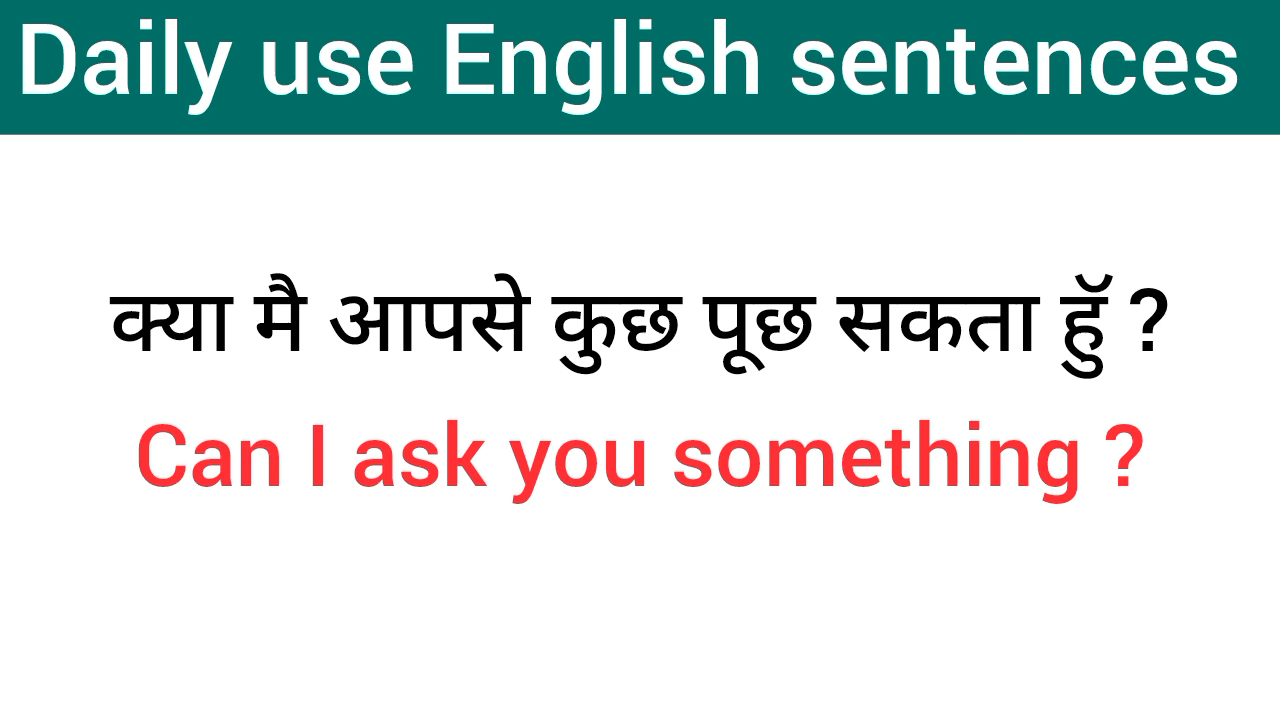 Daily use English sentences
क्या मै आपसे कुछ पूछ सकता हुॅ ?
Can I ask you something ?